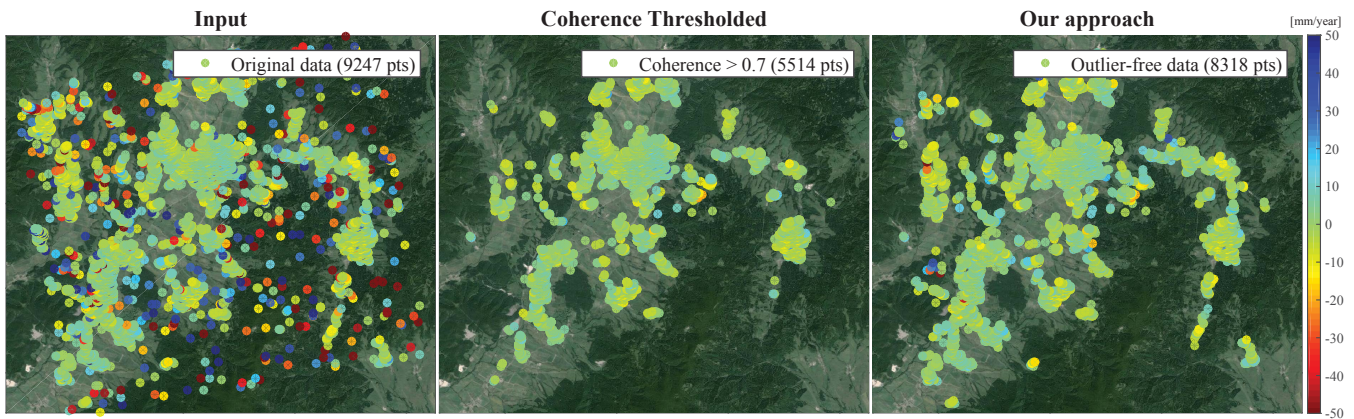 Input
Coherence Thresholded
Our approach
[mm/year]
Original data (9247 pts)
Coherence > 0.7 (5514 pts)
Outlier-free data (8318 pts)
50
40
30
20
10
0
-10
-20
-30
-40
-50